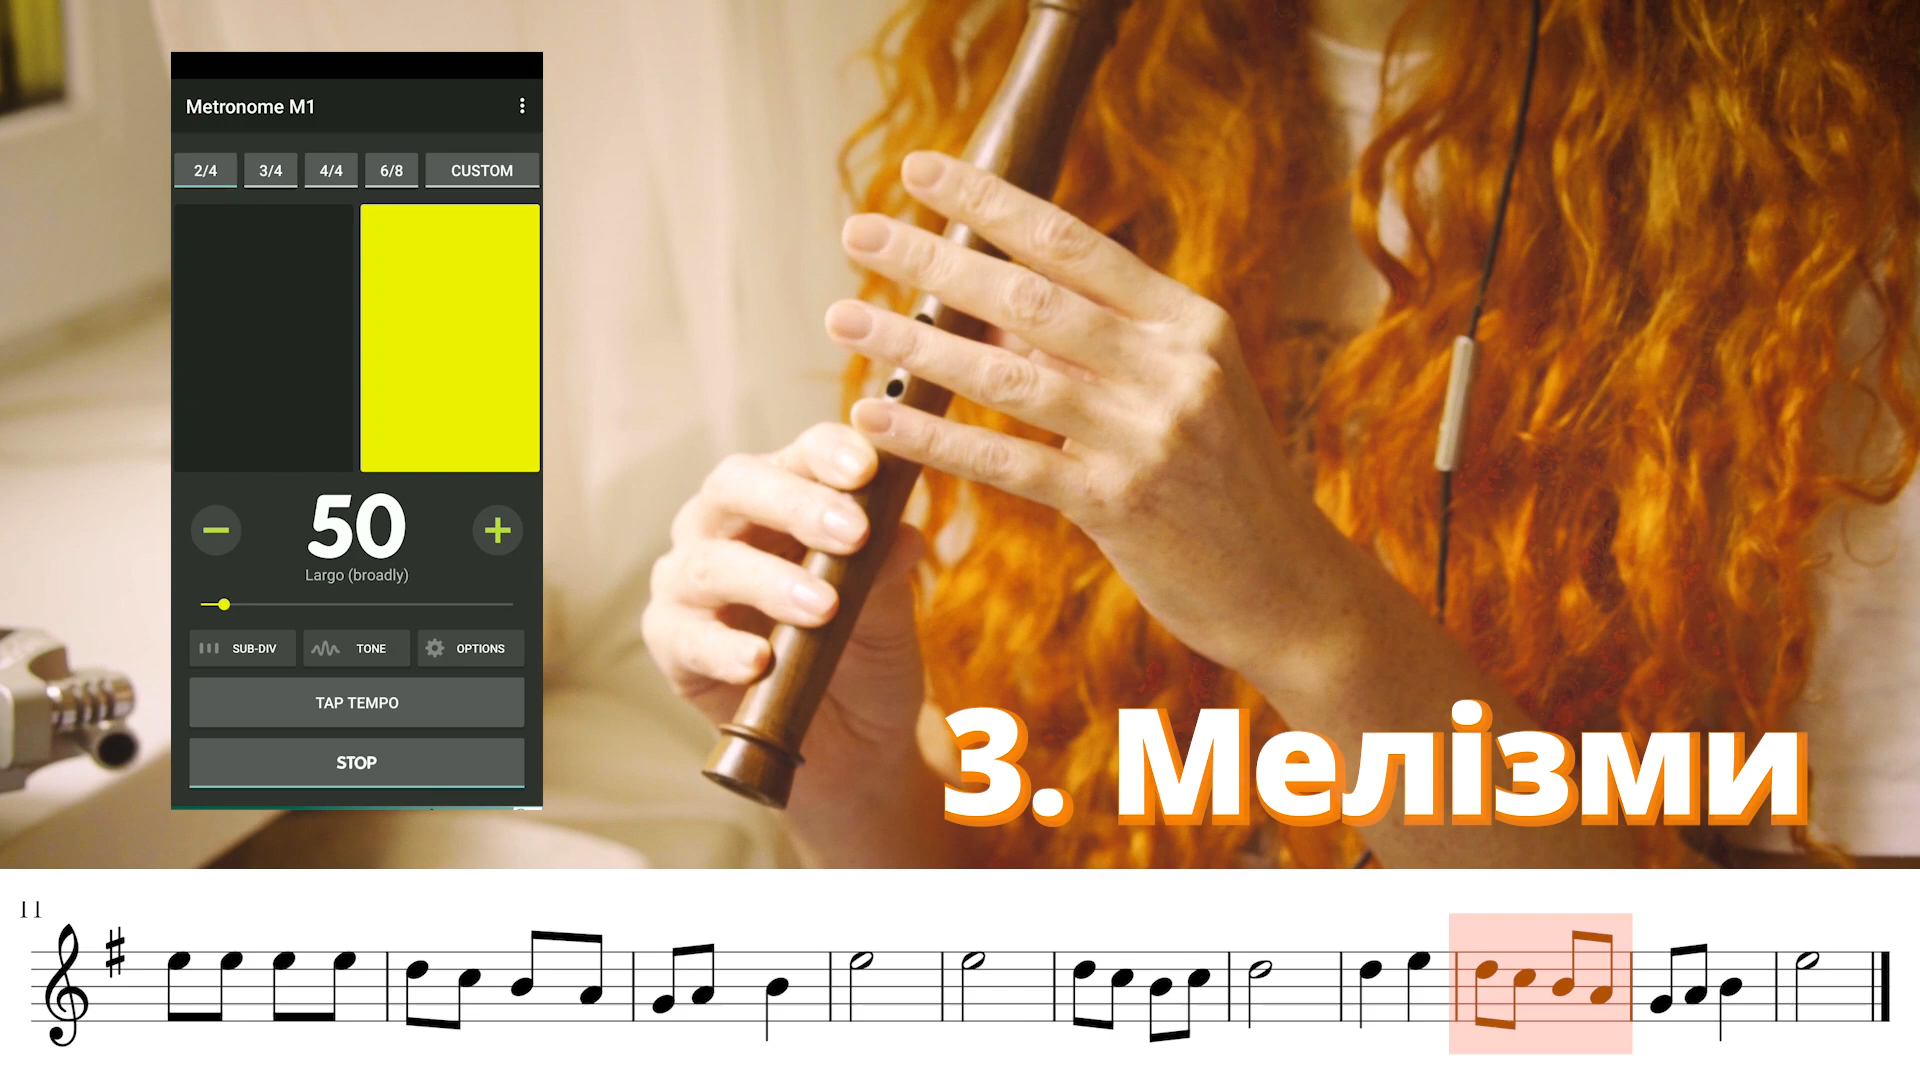 Metronome M1
2/4 3/4 4/4 6/8 CUSTOM
50
Largo (broadly)
SUB-DIV TONE OPTIONS
TAP TEMPO
STOP
3. Мелізми
11